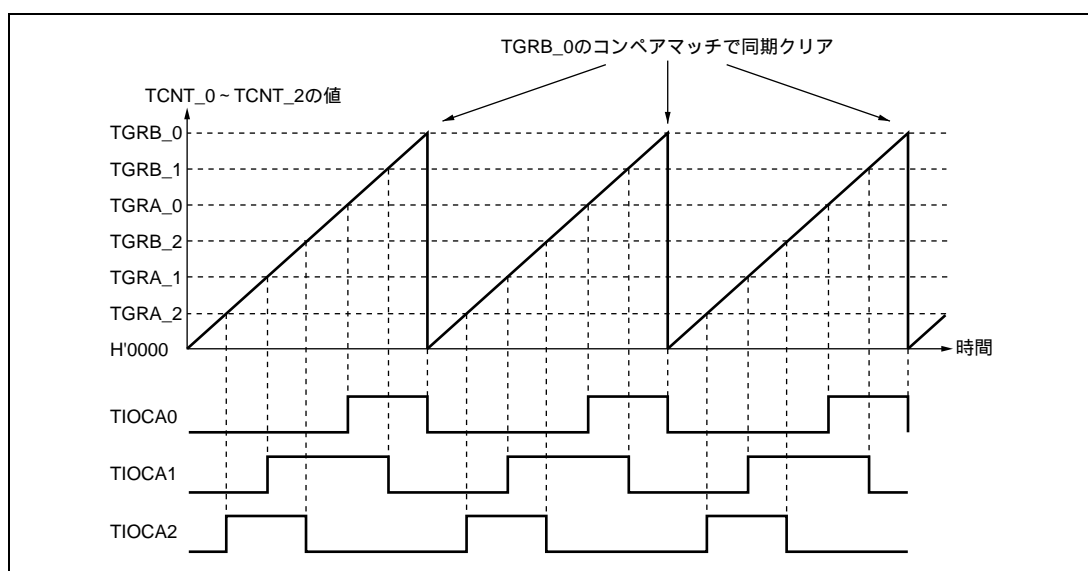 TGRB_0のコンペアマッチで同期クリア
TCNT_0~TCNT_2の値
TGRB_0
TGRB_1
TGRA_0
TGRB_2
TGRA_1
TGRA_2
H'0000
時間
TIOCA0
TIOCA1
TIOCA2